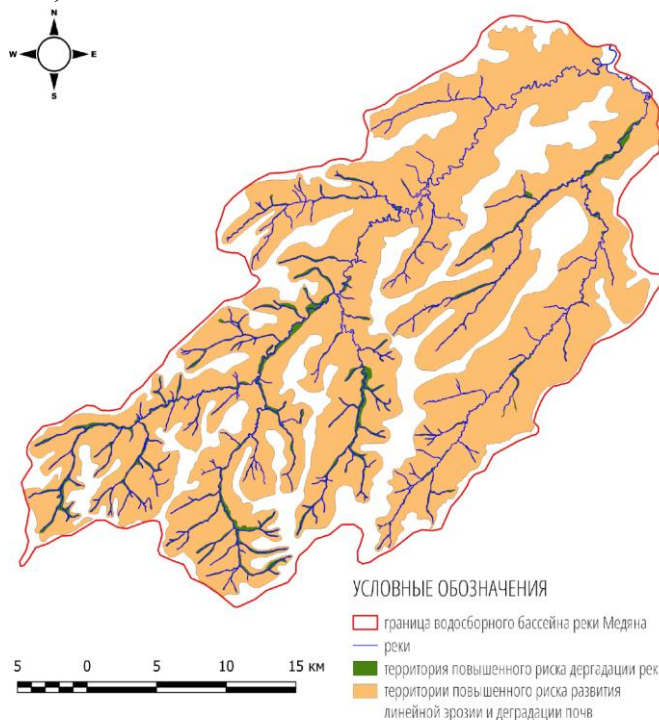 N
W E
S
УСЛОВНЫЕ ОБОЗНАЧЕНИЯ
граница водосборного бассейна реки Медяна
реки
территория повышенного риска дергадации рек
территории повышенного риска развития
линейной эрозии и деградации почв
5 0 5 10 15 км